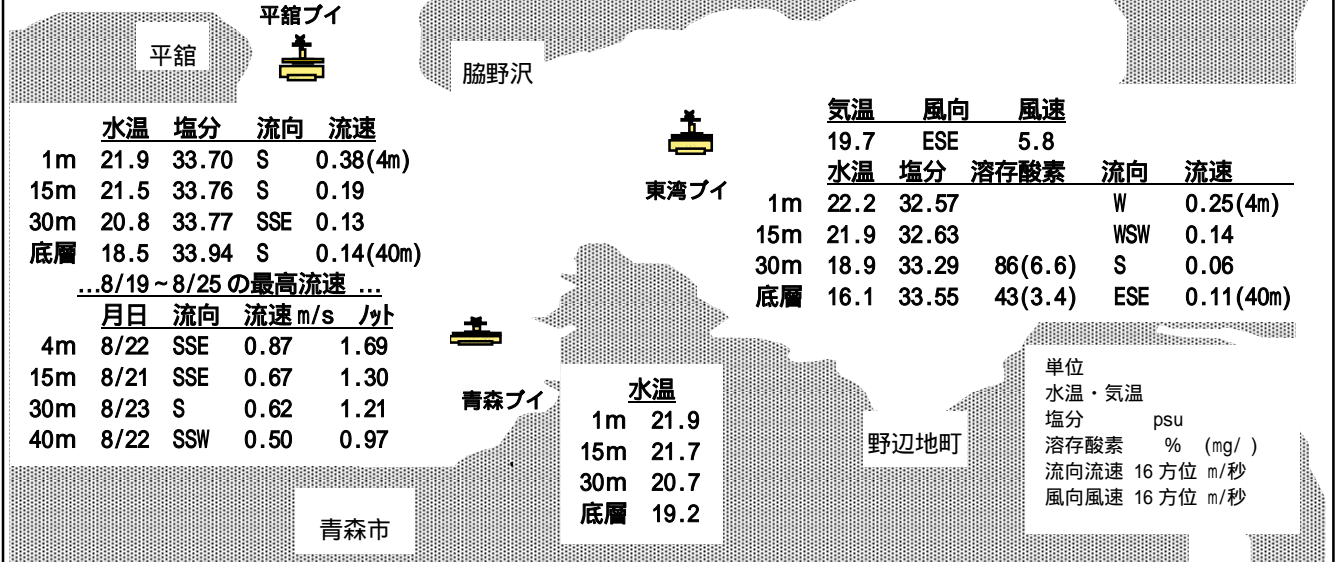 平舘ブイ
平舘
脇野沢
水温 塩分 流向 流速
1m 21.9 33.70 S 0.38(4m)
15m 21.5 33.76 S 0.19
30m 20.8 33.77 SSE 0.13
底層 18.5 33.94 S 0.14(40m)
…8/19~8/25 の最高流速 …
月日 流向 流速 m/s ノット
4m 8/22 SSE 0.87 1.69
15m 8/21 SSE 0.67 1.30
30m 8/23 S 0.62 1.21
40m 8/22 SSW 0.50 0.97
東湾ブイ
気温 風向 風速
19.7 ESE 5.8
水温 塩分 溶存酸素 流向 流速
1m 22.2 32.57 W 0.25(4m)
15m 21.9 32.63 WSW 0.14
30m 18.9 33.29 86(6.6) S 0.06
底層 16.1 33.55 43(3.4) ESE 0.11(40m)
青森ブイ
水温
1m 21.9
15m 21.7
30m 20.7
底層 19.2
青森市
野辺地町
単位
水温・気温
塩分 psu
溶存酸素 % (mg/ )
流向流速 16 方位 m/秒
風向風速 16 方位 m/秒